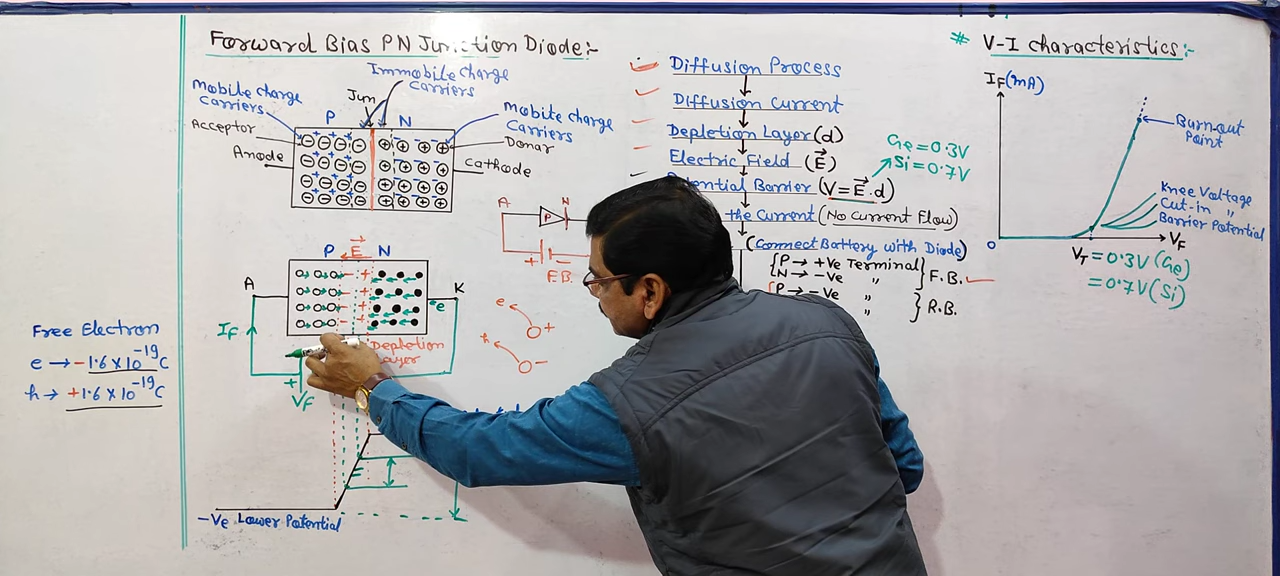 Forward Bias PN Junction Diode:-
Immobile charge
carriers
Mobile charge
carriers
Jun
P
N
Mobile charge
carriers
Acceptor
Donar
Anode
Cathode
P
E
N
A
K
IF
e
Depletion
Layer
+
VF
-Ve Lower Potential
Free Electron
e → -1.6 x 10^-19 C
h → +1.6 x 10^-19 C
A
P
N
+
F.B.
e
+
h
-
Diffusion Process
Diffusion Current
Depletion Layer (d)
Electric Field (E)
Potential Barrier (V = E.d)
Ge = 0.3V
Si = 0.7V
the Current (No Current Flow)
(Connect Battery with Diode)
P → +Ve Terminal
N → -Ve "
} F.B.
P → -Ve "
"
} R.B.
* V-I characteristics:-
IF (mA)
Burn-out
Point
Knee Voltage
Cut-in "
Barrier Potential
0
VF
VT = 0.3V (Ge)
= 0.7V (Si)